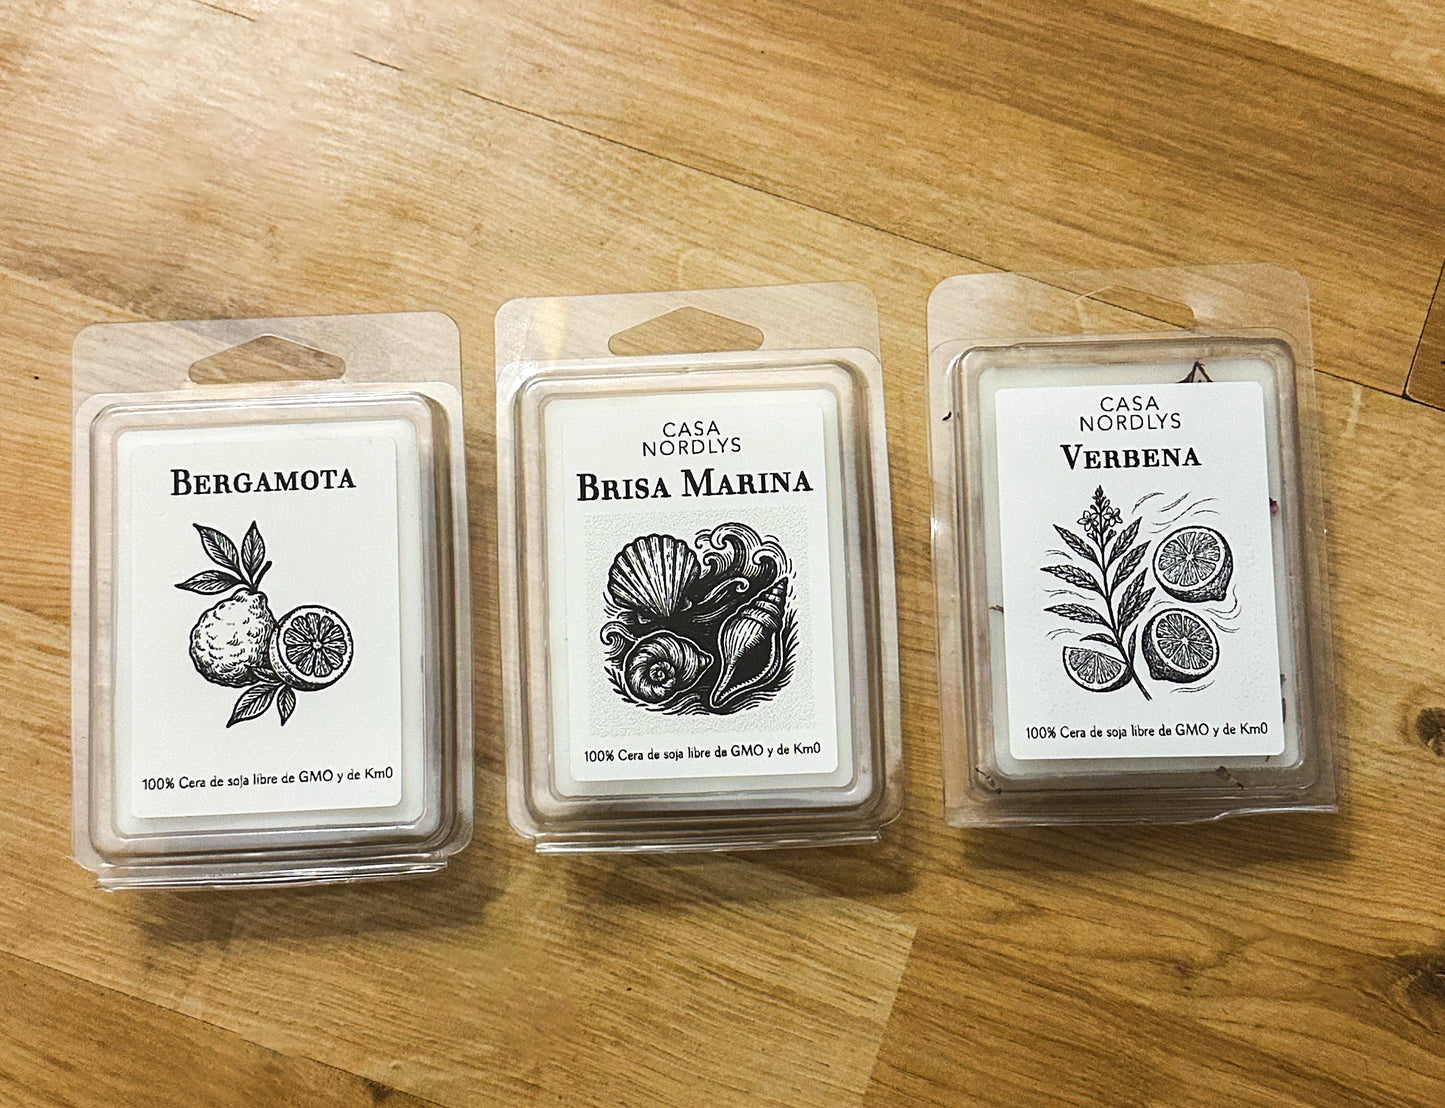 BERGAMOTA
100% Cera de soja libre de GMO y de Km0
CASA
NORDLYS
BRISA MARINA
100% Cera de soja libre de GMO y de Km0
CASA
NORDLYS
VERBENA
100% Cera de soja libre de GMO y de Km0